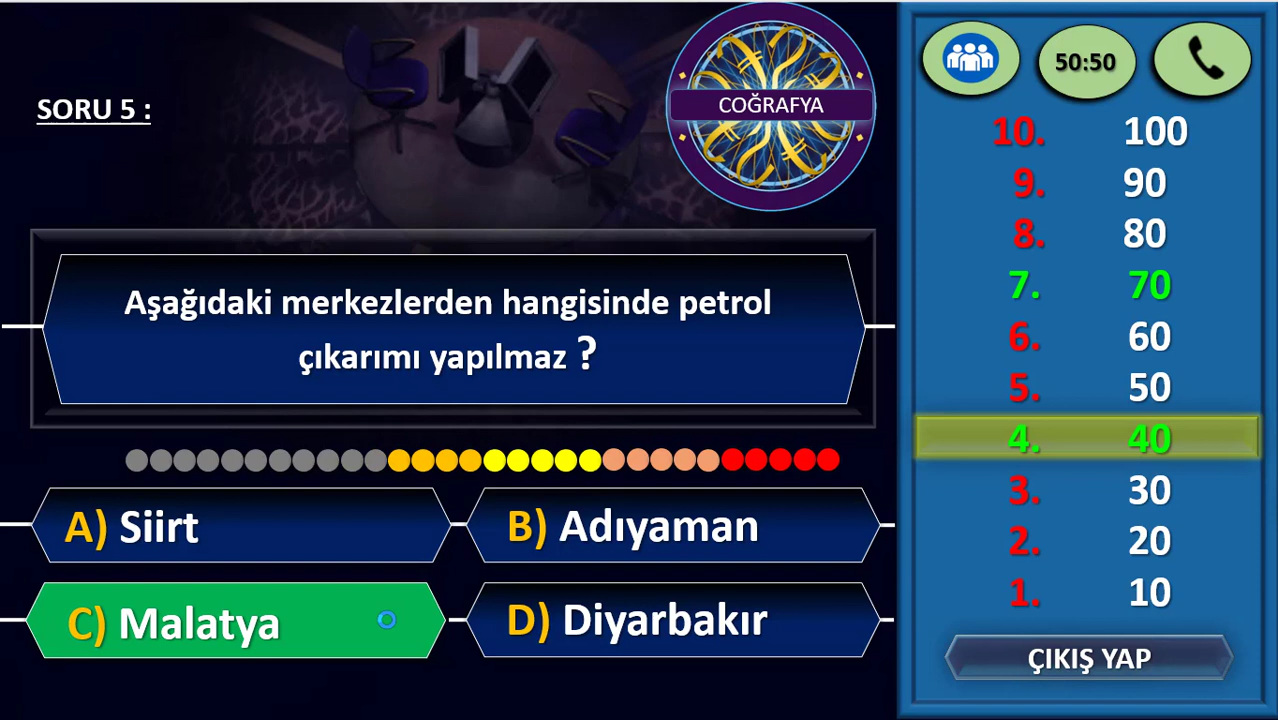 SORU 5 :
COĞRAFYA
Aşağıdaki merkezlerden hangisinde petrol
çıkarımı yapılmaz ?
A) Siirt
B) Adıyaman
C) Malatya
D) Diyarbakır
50:50
10. 100
9. 90
8. 80
7. 70
6. 60
5. 50
4. 40
3. 30
2. 20
1. 10
ÇIKIŞ YAP